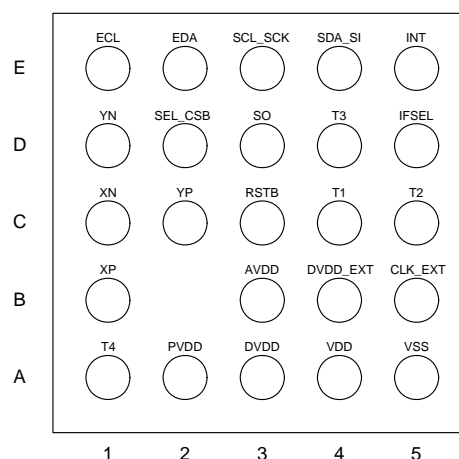 ECL EDA SCL_SCK SDA_SI INT
E
YN SEL_CSB SO T3 IFSEL
D
XN YP RSTB T1 T2
C
XP AVDD DVDD_EXT CLK_EXT
B
T4 PVDD DVDD VDD VSS
A
1 2 3 4 5